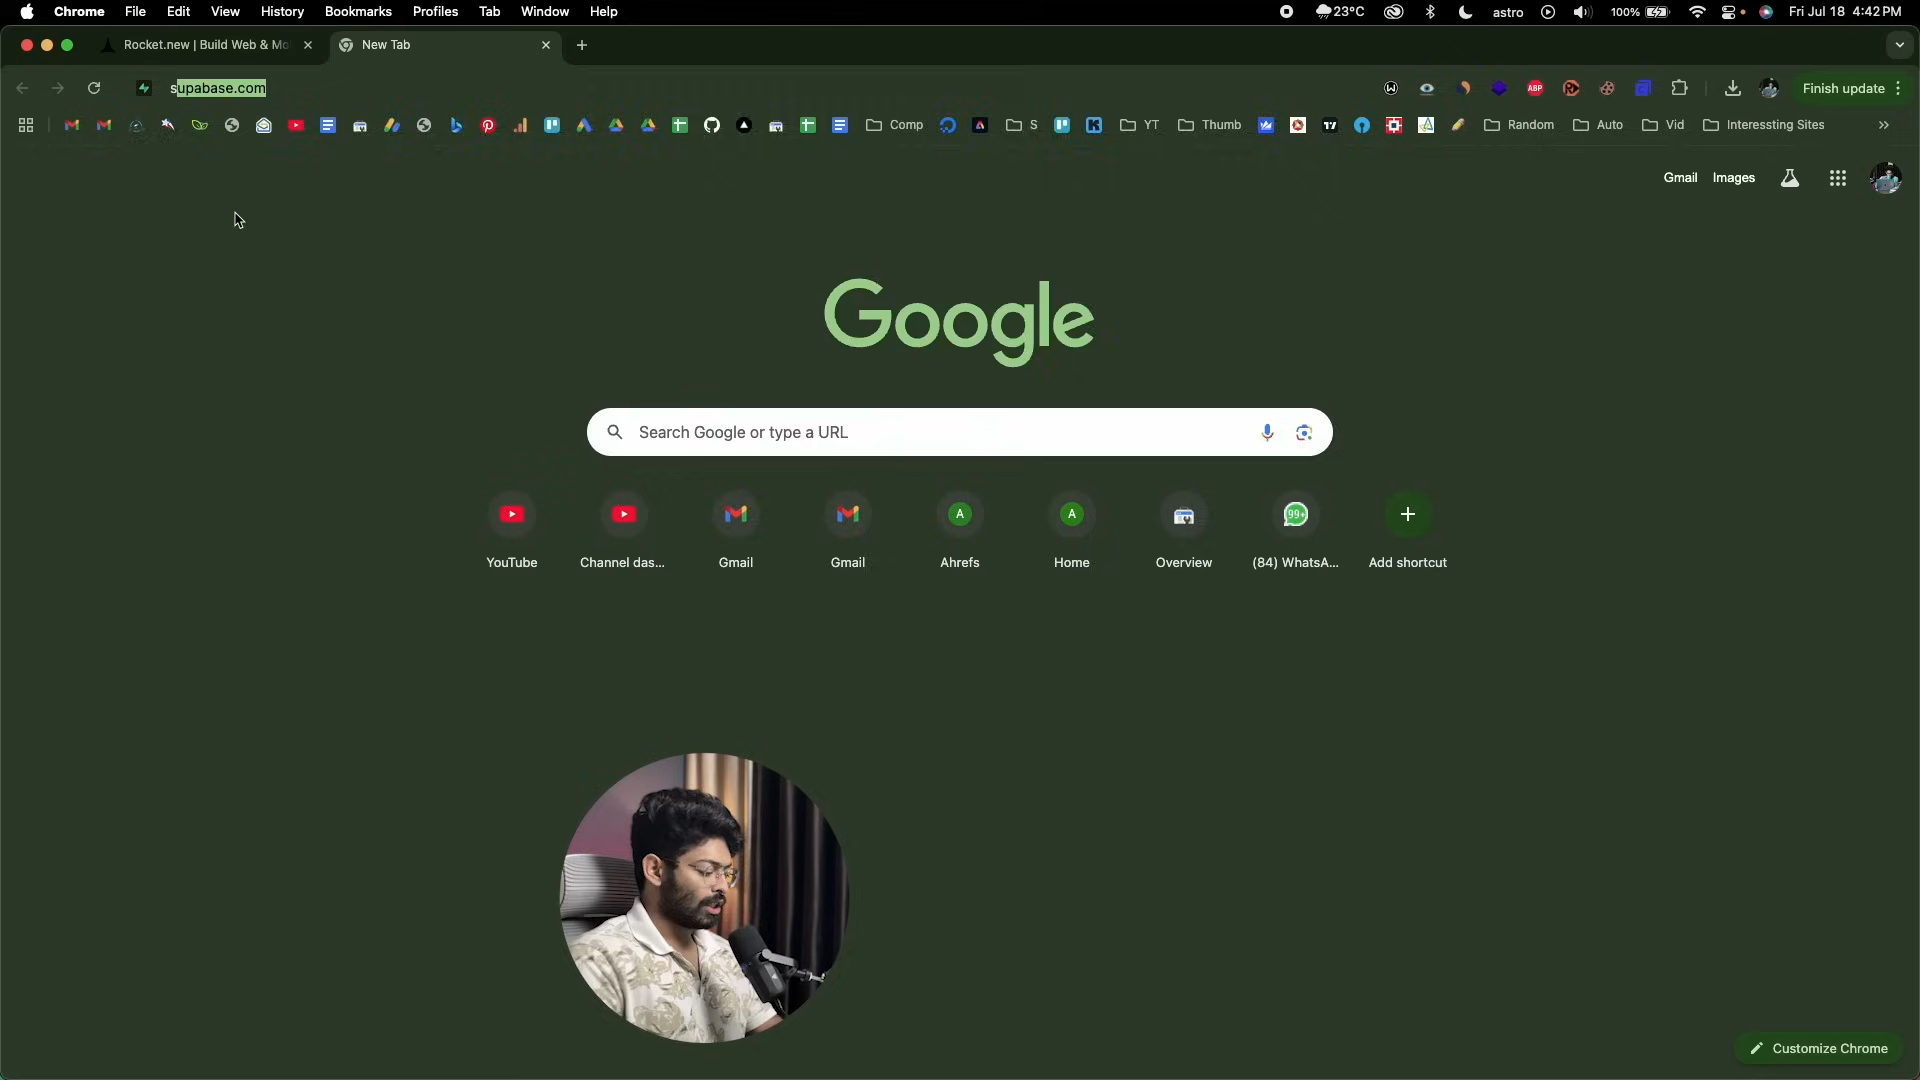 Chrome File Edit View History Bookmarks Profiles Tab Window Help 23°C astro 100% Fri Jul 18 4:42 PM
Rocket.new | Build Web & Mo New Tab
supabase.com ABP Finish update
Comp S YT Thumb Random Auto Vid Interessting Sites
Gmail Images
Google
Search Google or type a URL
A A 99+
YouTube Channel das... Gmail Gmail Ahrefs Home Overview (84) WhatsA... Add shortcut
Customize Chrome